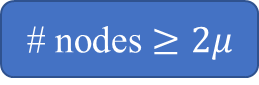 # nodes ≥ 2𝜇